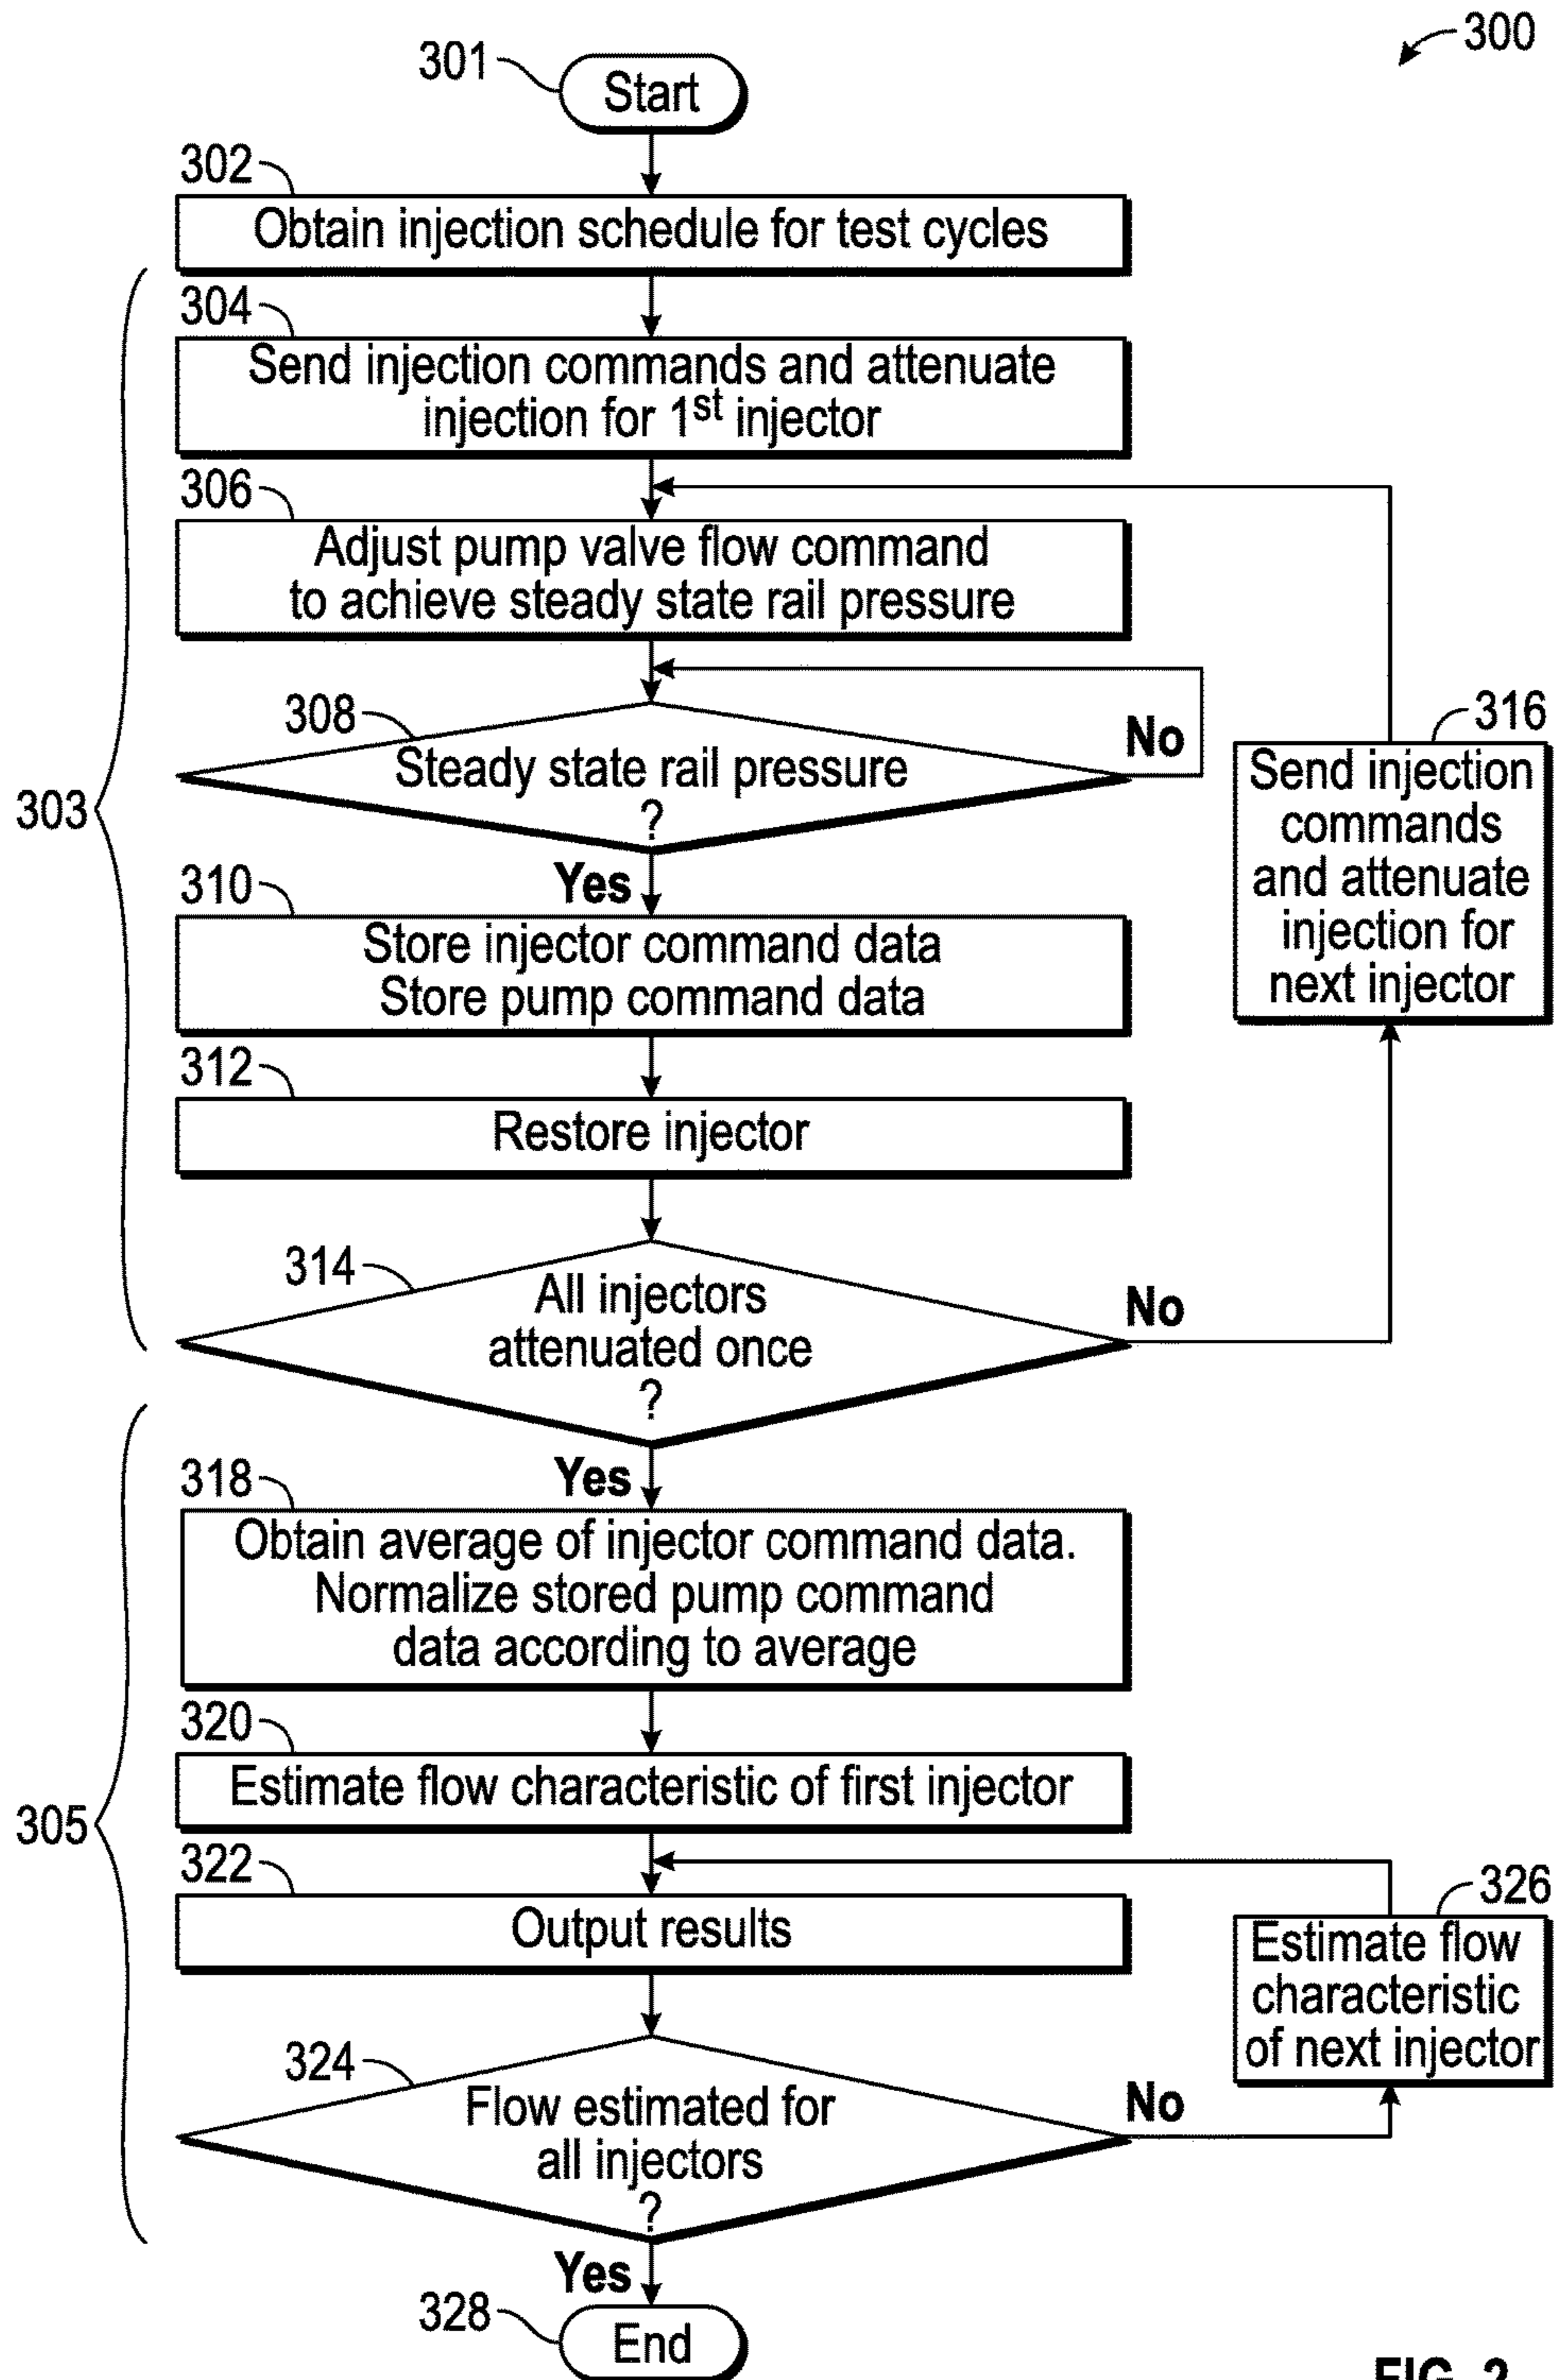 300
301
Start
302
Obtain injection schedule for test cycles
304
Send injection commands and attenuate
injection for 1st injector
306
Adjust pump valve flow command
to achieve steady state rail pressure
308
Steady state rail pressure
?
No
Yes
303
316
Send injection
commands
and attenuate
injection for
next injector
310
Store injector command data
Store pump command data
312
Restore injector
314
All injectors
attenuated once
?
No
Yes
318
Obtain average of injector command data.
Normalize stored pump command
data according to average
320
Estimate flow characteristic of first injector
305
322
Output results
326
Estimate flow
characteristic
of next injector
324
Flow estimated for
all injectors
?
No
Yes
328
End
FIG. 2